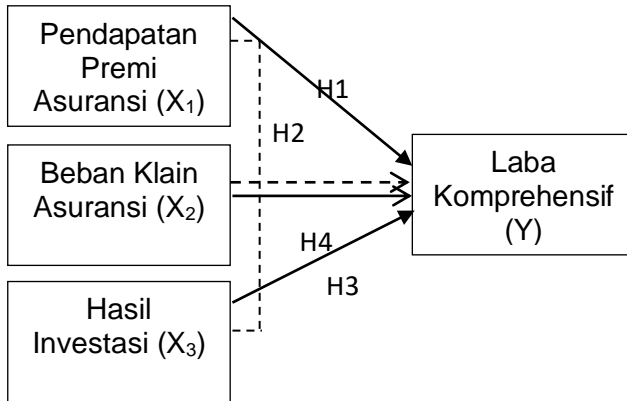 Pendapatan
Premi
Asuransi (X₁)
H1
H2
Beban Klain
Asuransi (X₂)
Laba
Komprehensif
(Y)
H4
H3
Hasil
Investasi (X₃)